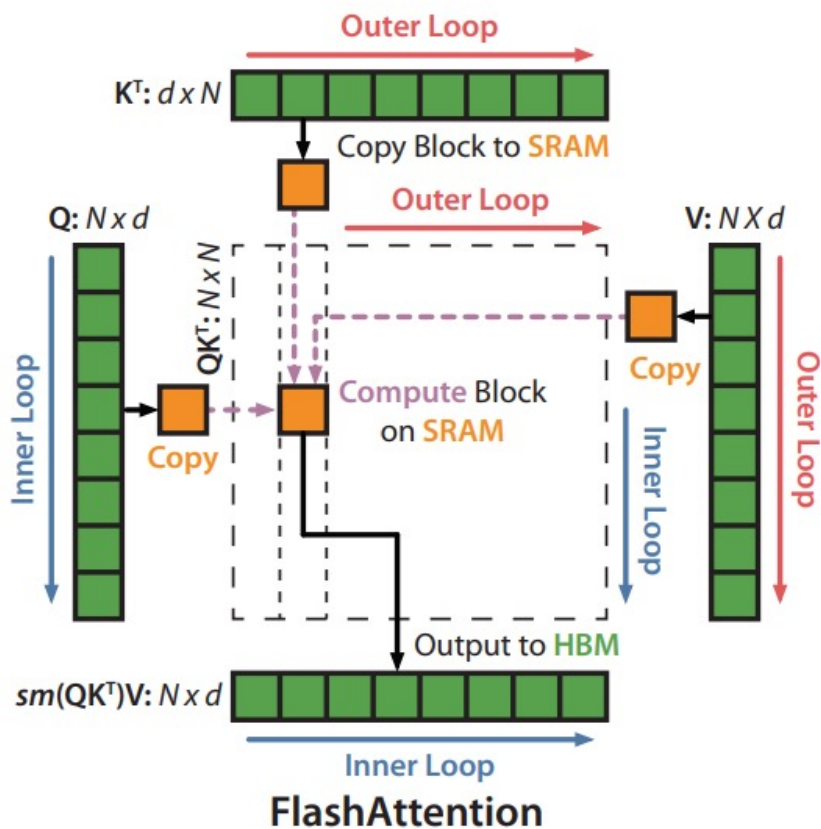 Outer Loop
Kᵀ: d x N
Copy Block to SRAM
Outer Loop
Q: N x d
V: N X d
QKᵀ: N x N
Inner Loop
Copy
Compute Block
on SRAM
Copy
Inner Loop
Outer Loop
Output to HBM
sm(QKᵀ)V: N x d
Inner Loop
FlashAttention